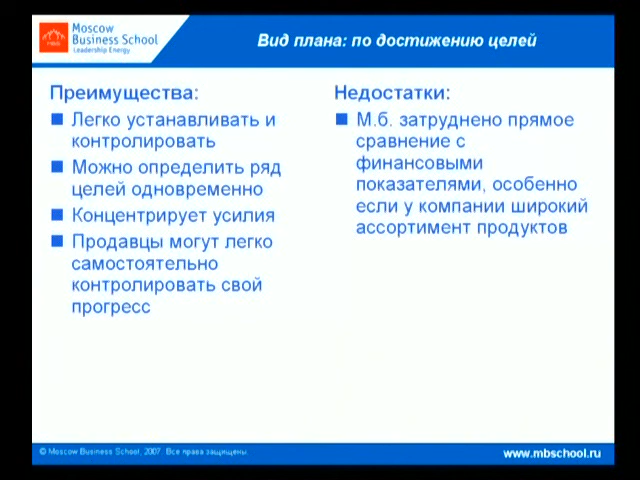 Moscow
Business School
Leadership Energy
Вид плана: по достижению целей
Преимущества:
Легко устанавливать и
контролировать
Можно определить ряд
целей одновременно
Концентрирует усилия
Продавцы могут легко
самостоятельно
контролировать свой
прогресс
Недостатки:
М.б. затруднено прямое
сравнение с
финансовыми
показателями, особенно
если у компании широкий
ассортимент продуктов
© Moscow Business School, 2007. Все права защищены.
www.mbschool.ru